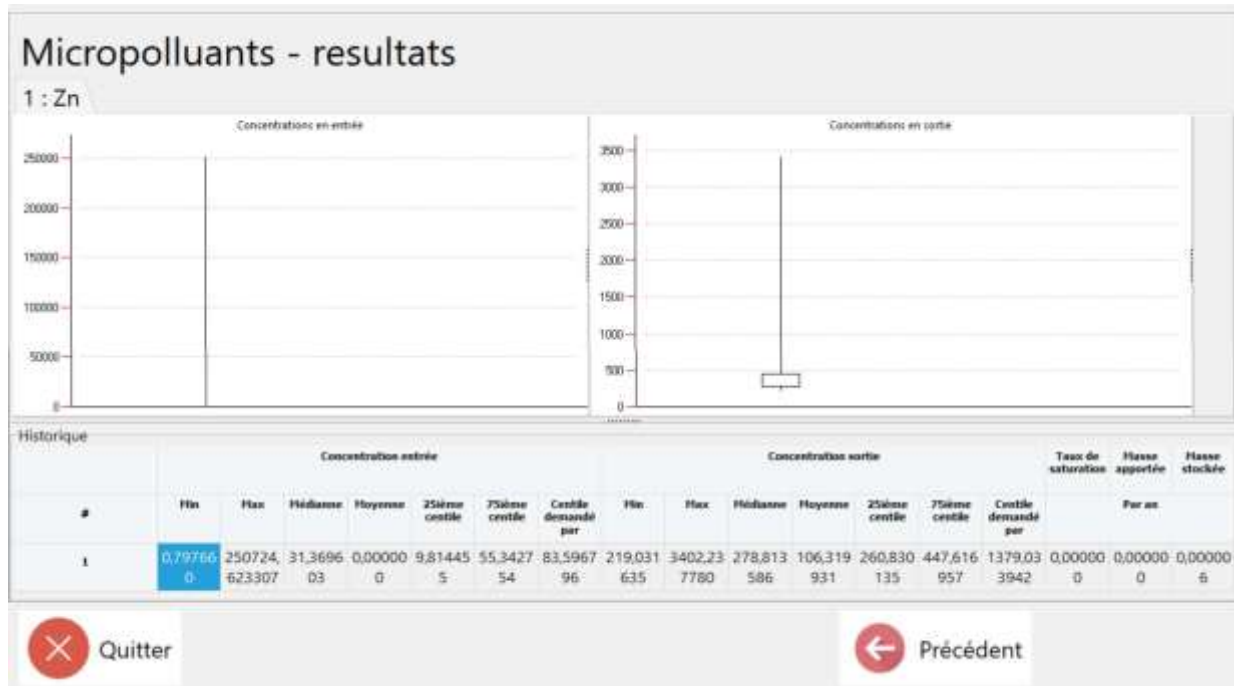 Micropolluants - resultats
1 : Zn
Concentrations en entrée
250000
200000
150000
100000
50000
0
Concentrations en sortie
3500
3000
2500
2000
1500
1000
500
0
Historique
Concentration entrée Concentration sortie Taux de saturation Masse apportée Masse stockée
# Min Max Médianne Moyenne 25ième centile 75ième centile Centile demandé par Min Max Médianne Moyenne 25ième centile 75ième centile Centile demandé par Par an
1 0,79766 250724, 31,3696 0,00000 9,81445 55,3427 83,5967 219,031 3402,23 278,813 106,319 260,830 447,616 1379,03 0,00000 0,00000 0,00000
0 623307 03 0 5 54 96 635 7780 586 931 135 957 3942 0 0 6
Quitter
Précédent